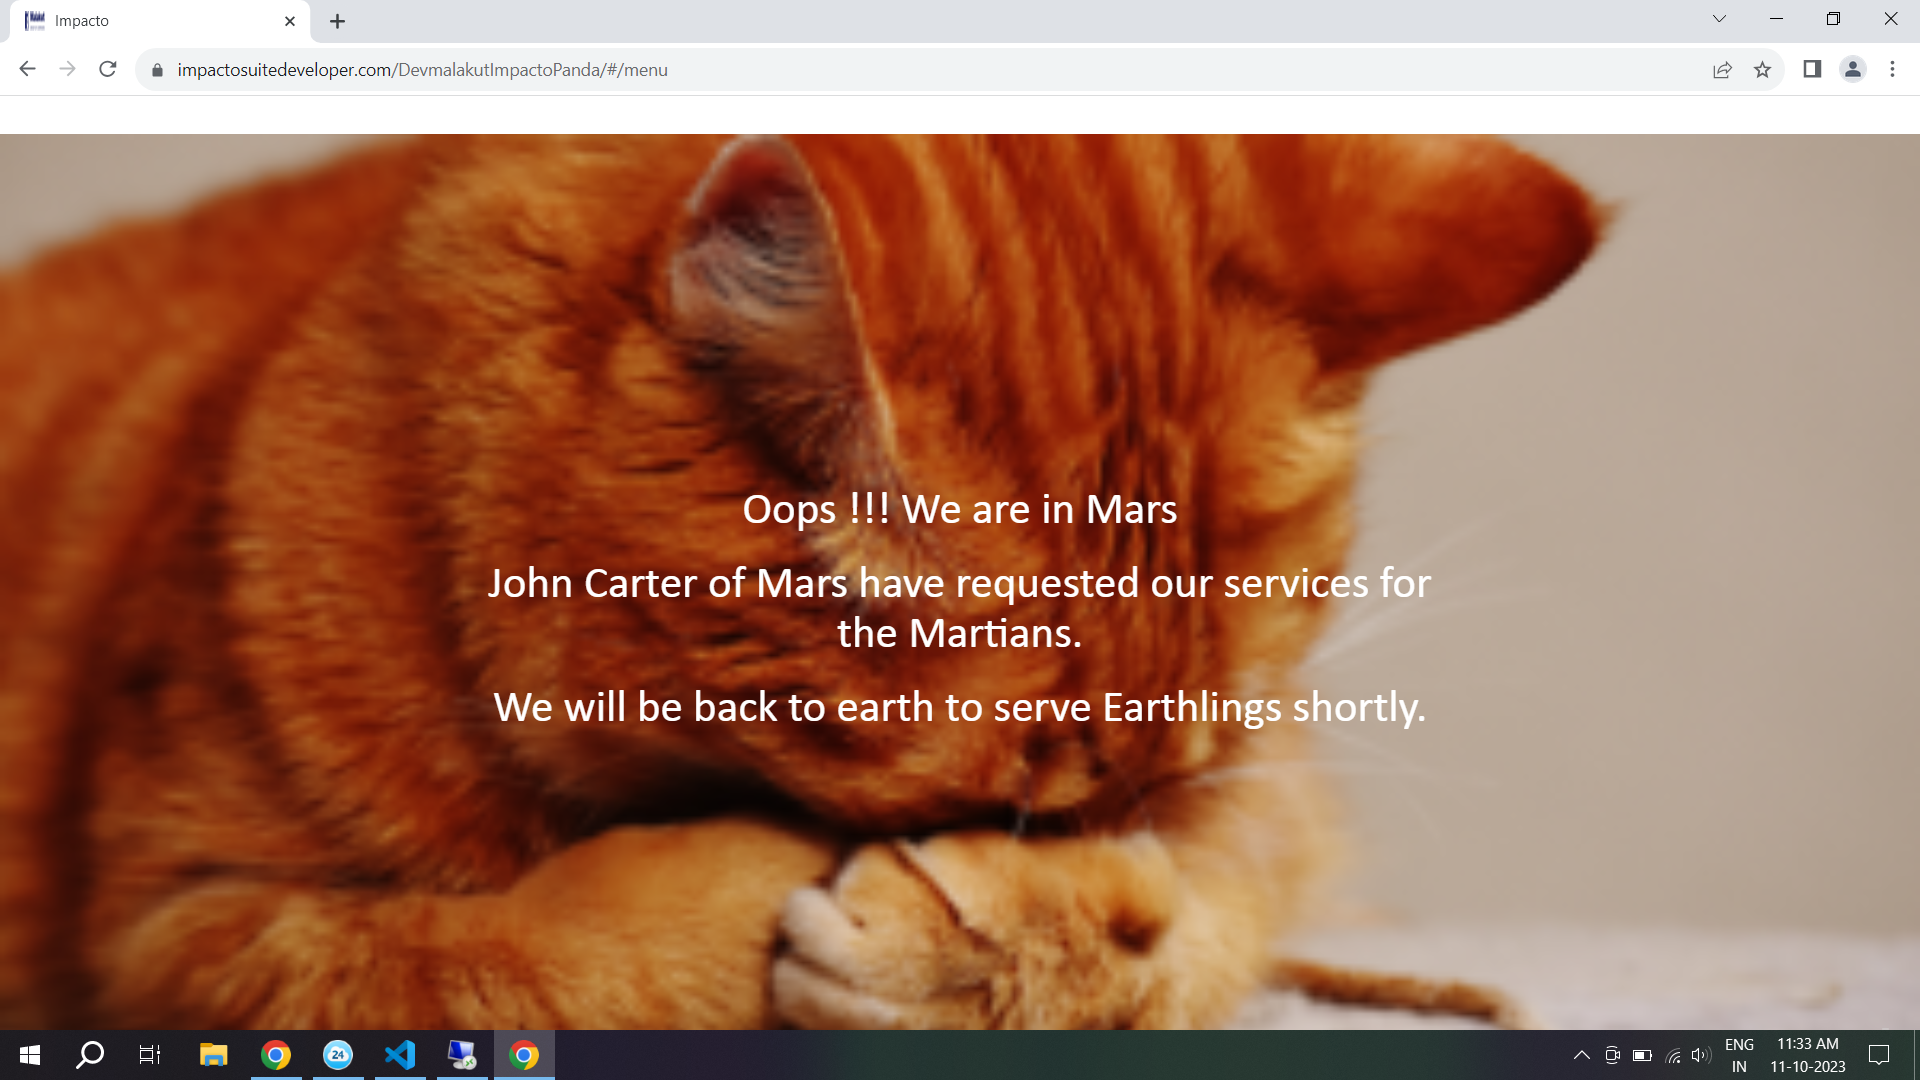 Impacto
impactosuitedeveloper.com/DevmalakutImpactoPanda/#/menu
Oops !!! We are in Mars
John Carter of Mars have requested our services for
the Martians.
We will be back to earth to serve Earthlings shortly.
24
ENG
IN
11:33 AM
11-10-2023